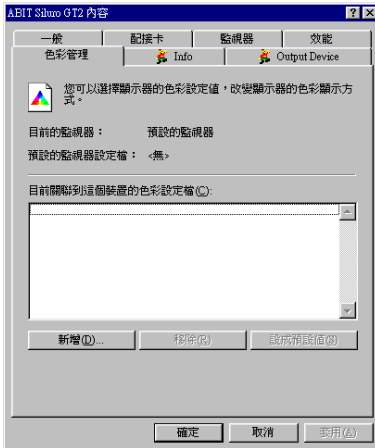 ABIT Siluro GT2 內容
一般 配接卡 監視器 效能
色彩管理 Info Output Device
您可以選擇顯示器的色彩設定值，改變顯示器的色彩顯示方
式。
目前的監視器： 預設的監視器
預設的監視器設定檔： <無>
目前關聯到這個裝置的色彩設定檔(C):
新增(D)... 移除(R) 設成預設值(S)
確定 取消 套用(A)